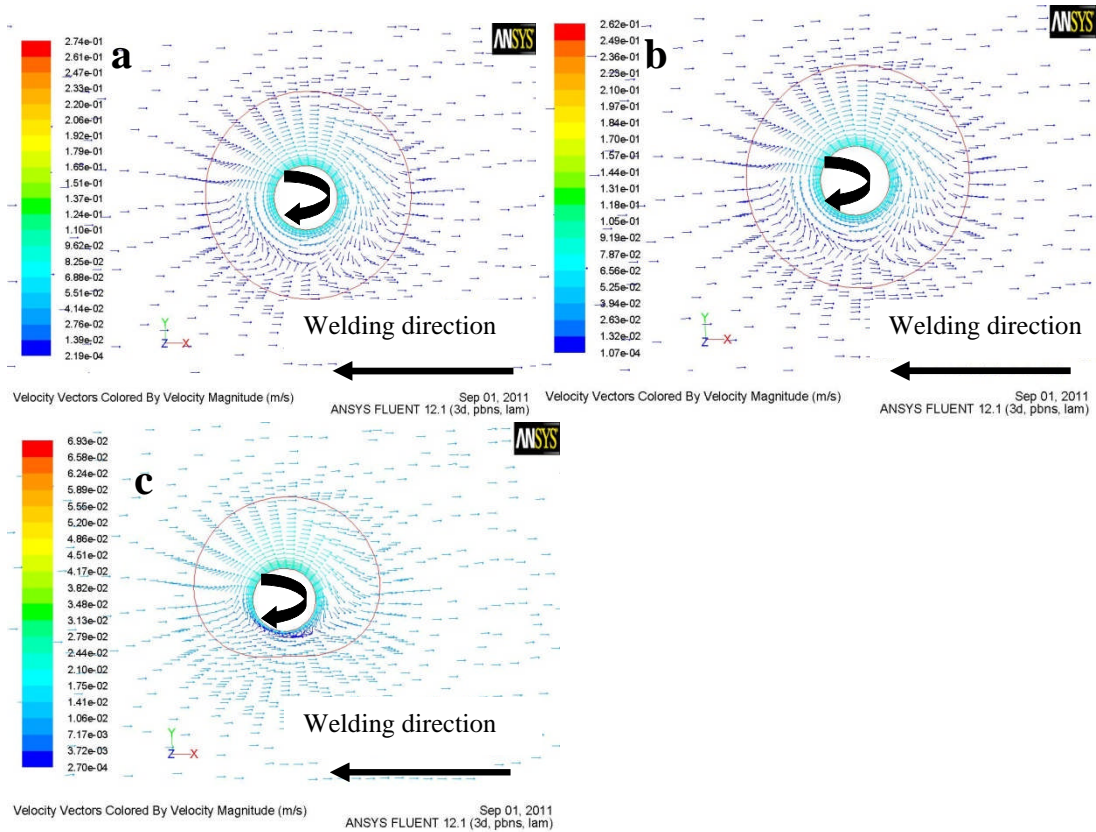 a
ANSYS
2.74e-01
2.61e-01
2.47e-01
2.33e-01
2.20e-01
2.06e-01
1.92e-01
1.79e-01
1.65e-01
1.51e-01
1.37e-01
1.24e-01
1.10e-01
9.62e-02
8.25e-02
6.88e-02
5.51e-02
4.14e-02
2.76e-02
1.39e-02
2.19e-04
Y
Z X
Welding direction
Velocity Vectors Colored By Velocity Magnitude (m/s)
Sep 01, 2011
ANSYS FLUENT 12.1 (3d, pbns, lam)
b
ANSYS
2.62e-01
2.49e-01
2.36e-01
2.23e-01
2.10e-01
1.97e-01
1.84e-01
1.70e-01
1.57e-01
1.44e-01
1.31e-01
1.18e-01
1.05e-01
9.19e-02
7.87e-02
6.56e-02
5.25e-02
3.94e-02
2.63e-02
1.32e-02
1.07e-04
Y
Z X
Welding direction
Velocity Vectors Colored By Velocity Magnitude (m/s)
Sep 01, 2011
ANSYS FLUENT 12.1 (3d, pbns, lam)
c
ANSYS
6.93e-02
6.58e-02
6.24e-02
5.89e-02
5.56e-02
5.20e-02
4.86e-02
4.51e-02
4.17e-02
3.82e-02
3.48e-02
3.13e-02
2.79e-02
2.44e-02
2.10e-02
1.75e-02
1.41e-02
1.06e-02
7.17e-03
3.72e-03
2.70e-04
Y
Z X
Welding direction
Velocity Vectors Colored By Velocity Magnitude (m/s)
Sep 01, 2011
ANSYS FLUENT 12.1 (3d, pbns, lam)